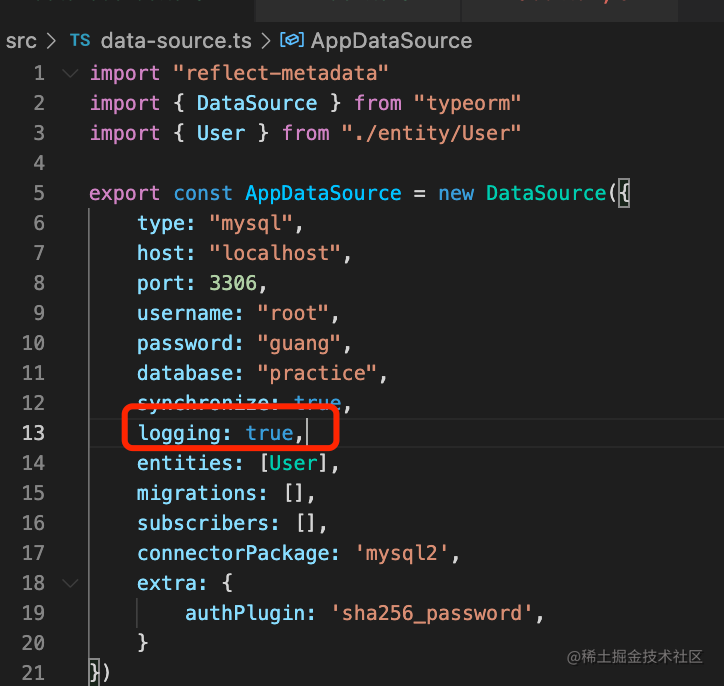 src > TS data-source.ts > AppDataSource
1 import "reflect-metadata"
2 import { DataSource } from "typeorm"
3 import { User } from "./entity/User"
4
5 export const AppDataSource = new DataSource({
6 type: "mysql",
7 host: "localhost",
8 port: 3306,
9 username: "root",
10 password: "guang",
11 database: "practice",
12 synchronize: true,
13 logging: true,
14 entities: [User],
15 migrations: [],
16 subscribers: [],
17 connectorPackage: 'mysql2',
18 extra: {
19 authPlugin: 'sha256_password',
20 }
21 })
@稀土掘金技术社区